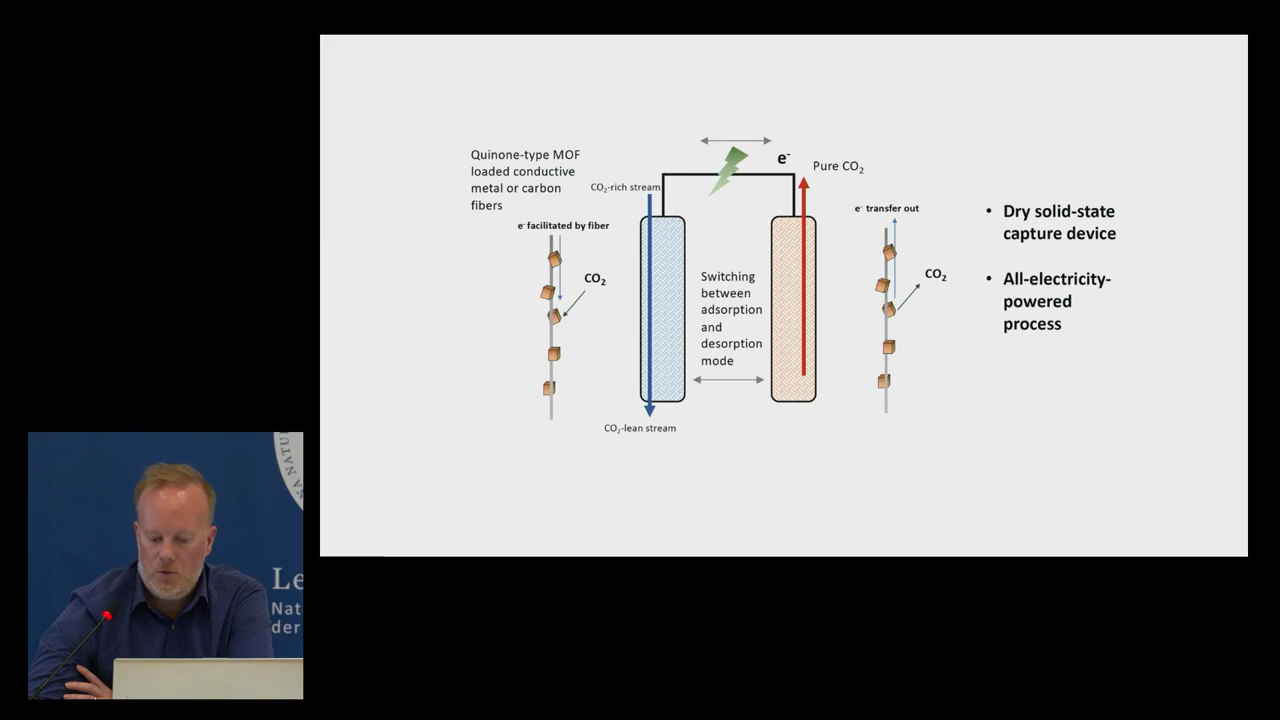 Quinone-type MOF
loaded conductive
metal or carbon
fibers
e⁻ facilitated by fiber
CO₂
CO₂-rich stream
e⁻
Pure CO₂
Switching
between
adsorption
and
desorption
mode
CO₂-lean stream
e⁻ transfer out
CO₂
• Dry solid-state
capture device
• All-electricity-
powered
process
NA NATU
Le
Nat
der